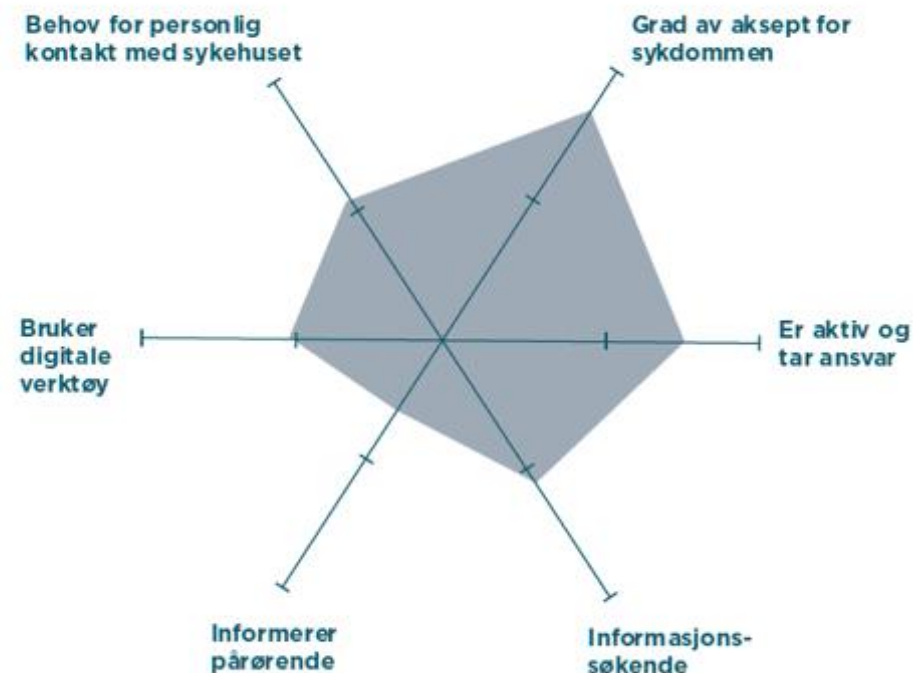 Behov for personlig
kontakt med sykehuset
Grad av aksept for
sykdommen
Bruker
digitale
verktøy
Er aktiv og
tar ansvar
Informerer
pårørende
Informasjons-
søkende